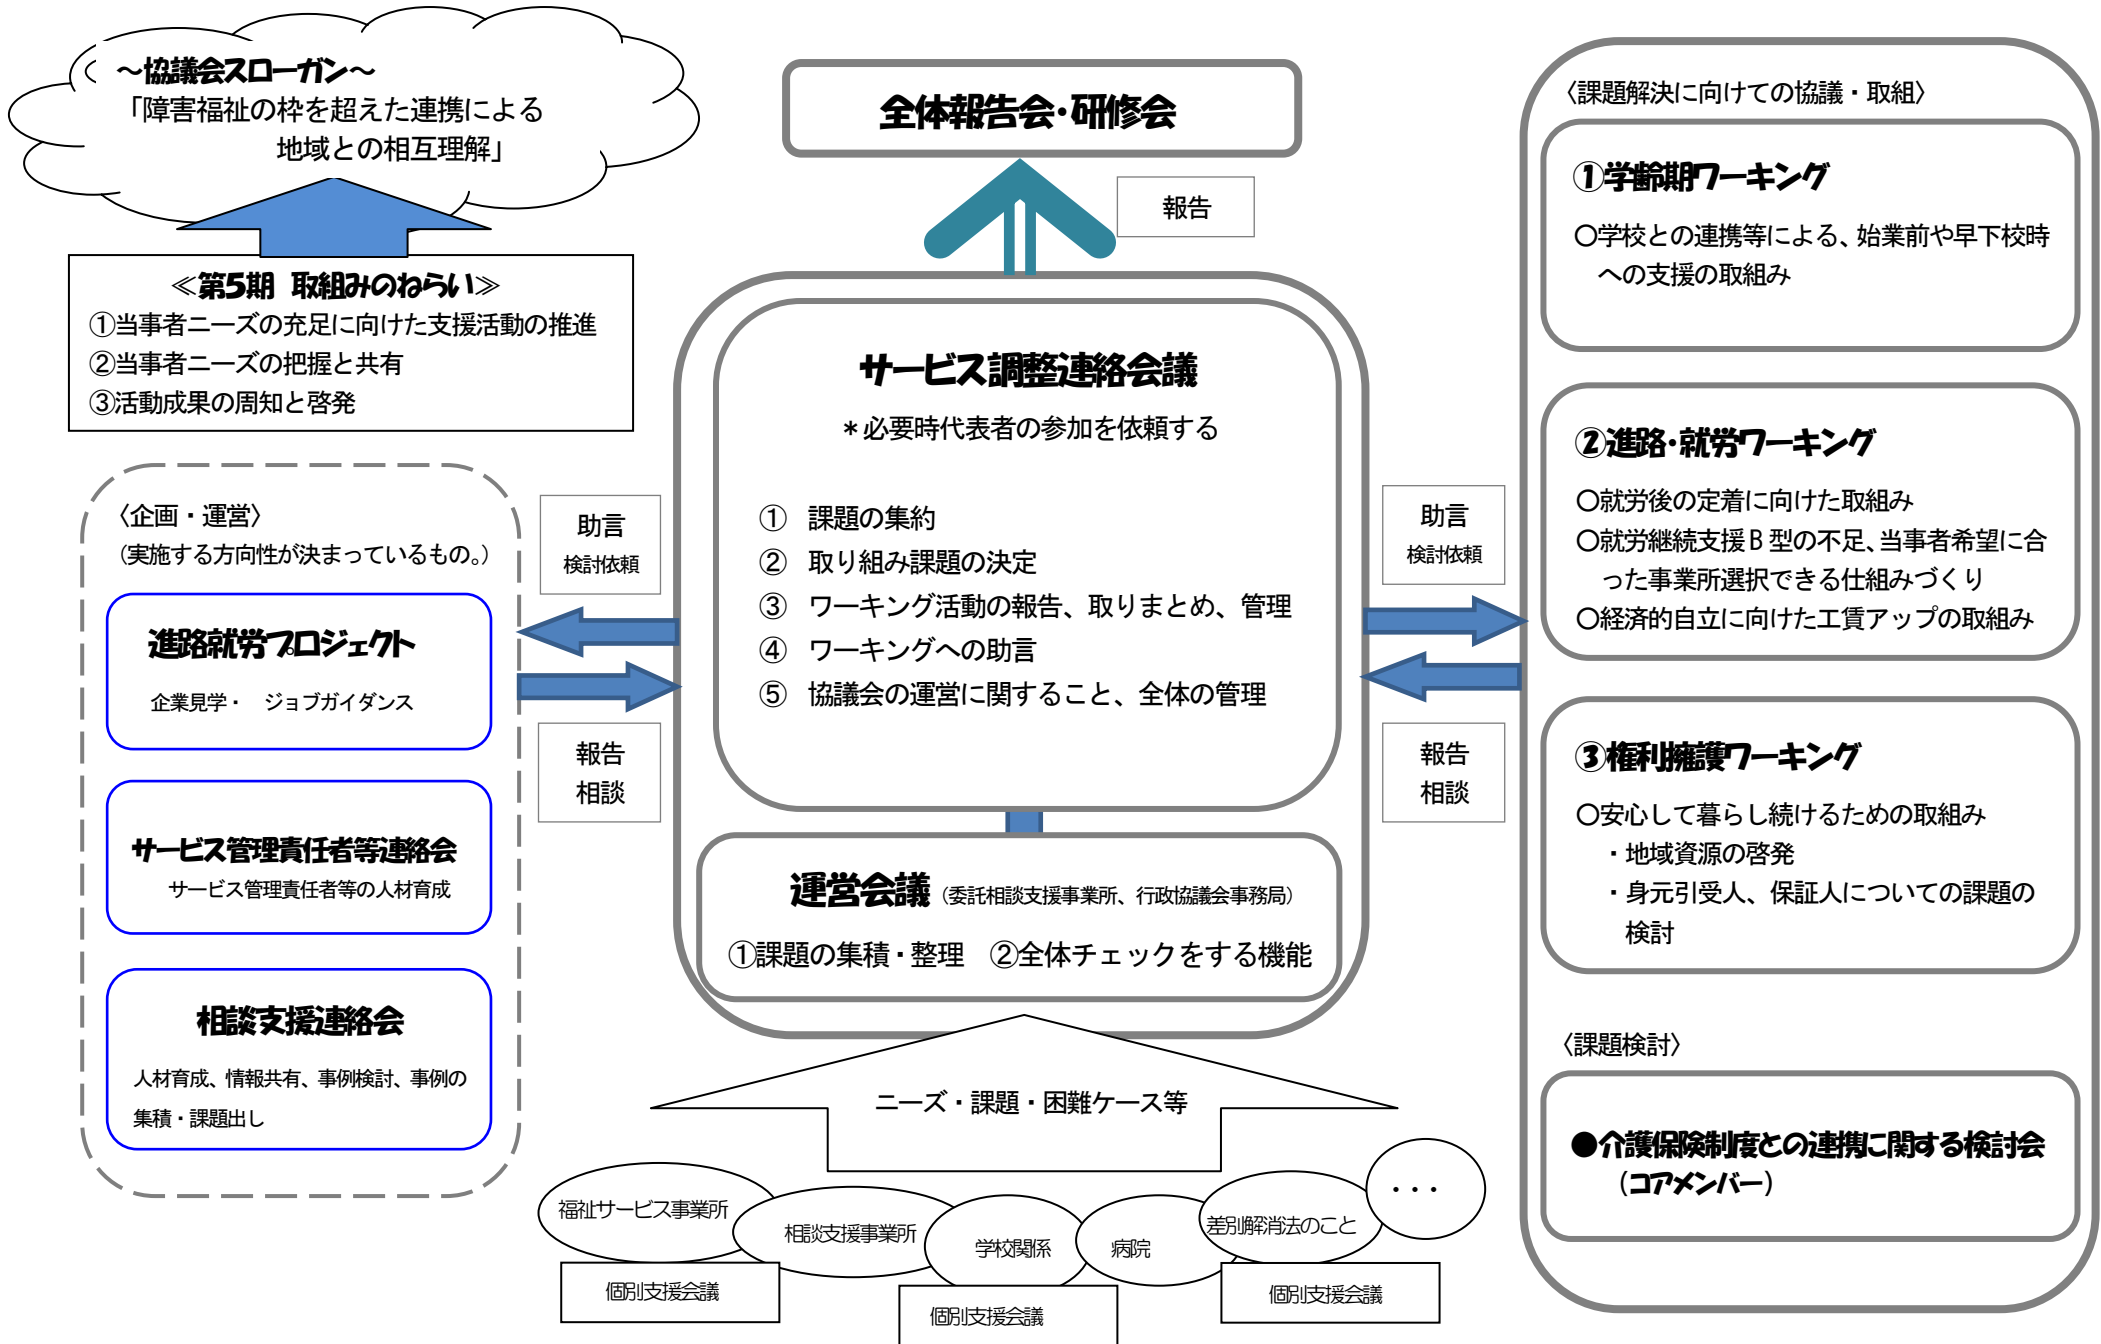 ～協議会スローガン～
「障害福祉の枠を超えた連携による
地域との相互理解」
≪第5期 取組みのねらい≫
①当事者ニーズの充足に向けた支援活動の推進
②当事者ニーズの把握と共有
③活動成果の周知と啓発
〈企画・運営〉
(実施する方向性が決まっているもの。)
進路就労プロジェクト
企業見学・ ジョブガイダンス
サービス管理責任者等連絡会
サービス管理責任者等の人材育成
相談支援連絡会
人材育成、情報共有、事例検討、事例の
集積・課題出し
助言
検討依頼
報告
相談
全体報告会・研修会
報告
サービス調整連絡会議
＊必要時代表者の参加を依頼する
① 課題の集約
② 取り組み課題の決定
③ ワーキング活動の報告、取りまとめ、管理
④ ワーキングへの助言
⑤ 協議会の運営に関すること、全体の管理
運営会議（委託相談支援事業所、行政協議会事務局）
①課題の集積・整理 ②全体チェックをする機能
ニーズ・課題・困難ケース等
福祉サービス事業所
相談支援事業所
学校関係
病院
差別解消法のこと
・・・
個別支援会議
個別支援会議
個別支援会議
助言
検討依頼
報告
相談
〈課題解決に向けての協議・取組〉
①学齢期ワーキング
〇学校との連携等による、始業前や早下校時
への支援の取組み
②進路・就労ワーキング
〇就労後の定着に向けた取組み
〇就労継続支援B型の不足、当事者希望に合
った事業所選択できる仕組みづくり
〇経済的自立に向けた工賃アップの取組み
③権利擁護ワーキング
〇安心して暮らし続けるための取組み
・地域資源の啓発
・身元引受人、保証人についての課題の
検討
〈課題検討〉
●介護保険制度との連携に関する検討会
（コアメンバー）